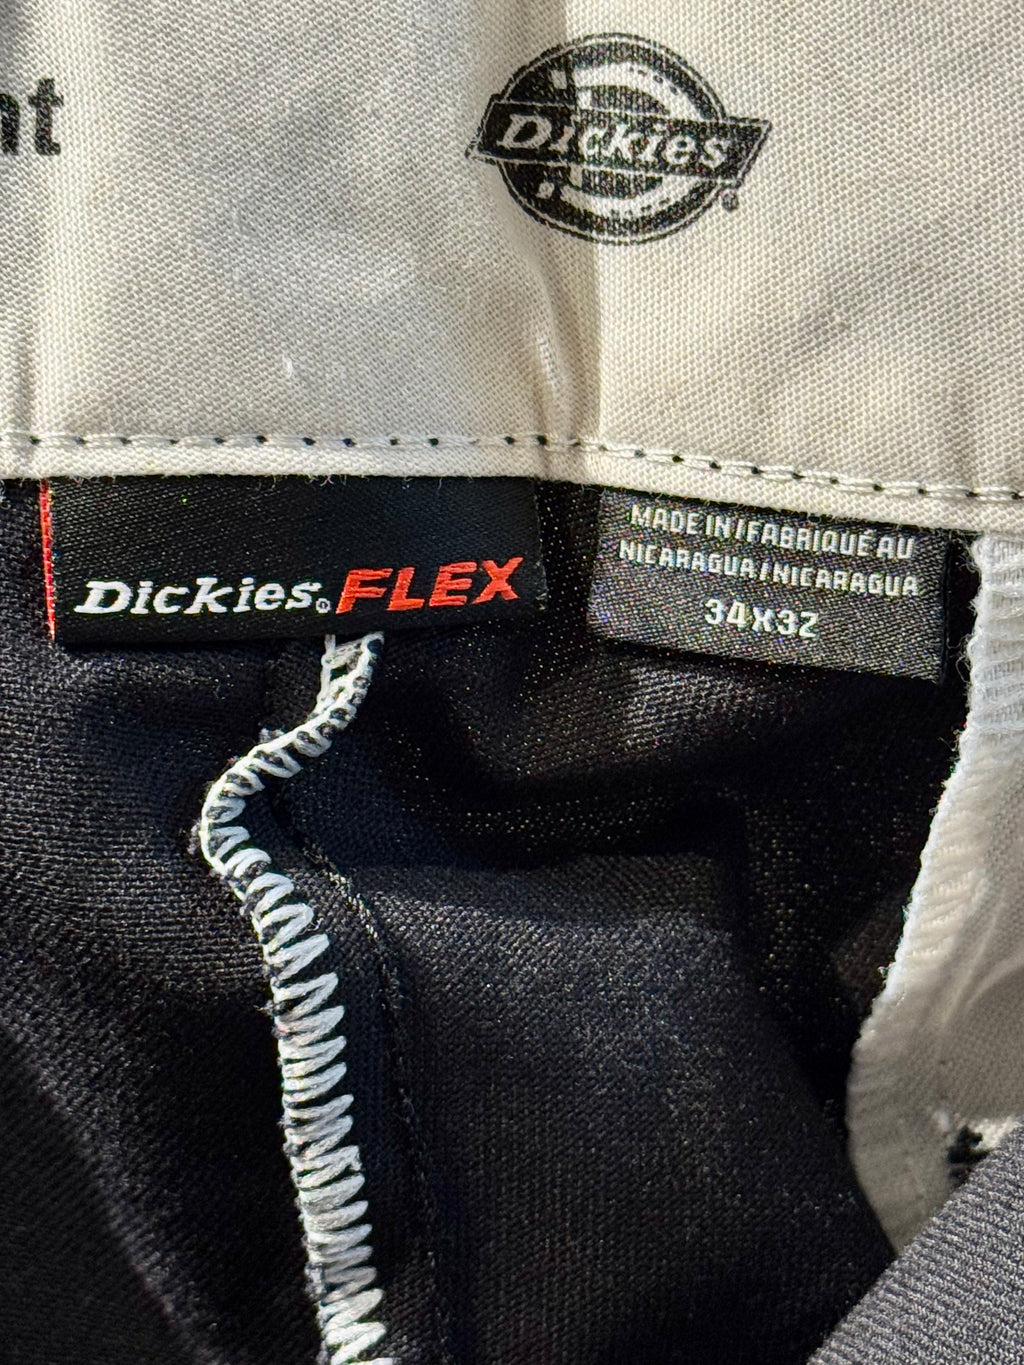 nt
Dickies®
Dickies® FLEX
MADE IN / FABRIQUÉ AU
NICARAGUA / NICARAGUA
34X32